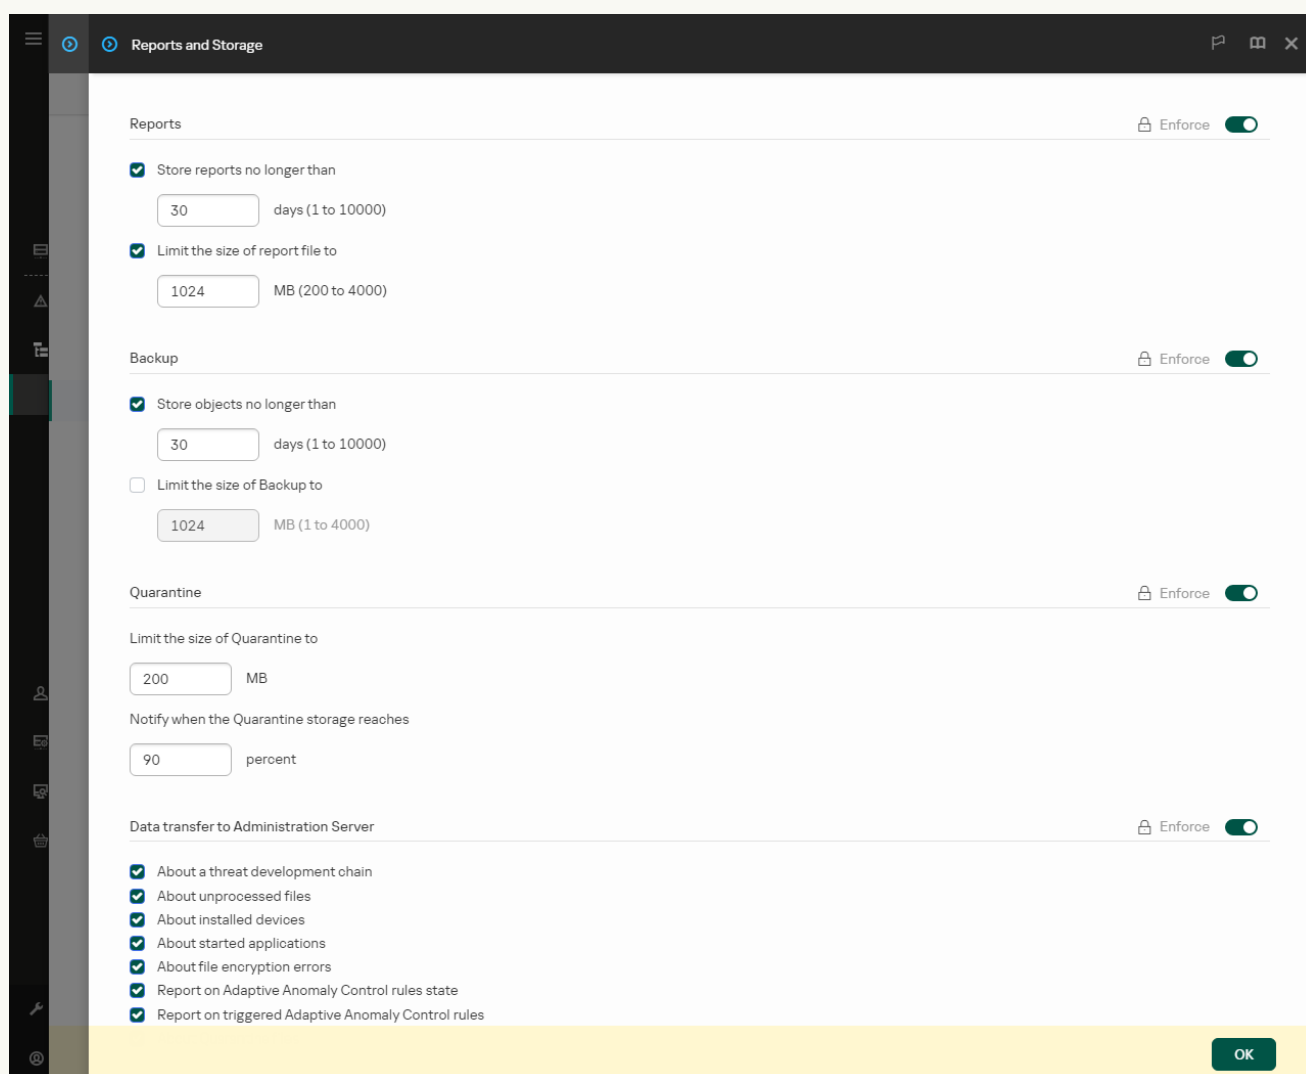 Reports and Storage
Reports
Enforce
Store reports no longer than
30 days (1 to 10000)
Limit the size of report file to
1024 MB (200 to 4000)
Backup
Enforce
Store objects no longer than
30 days (1 to 10000)
Limit the size of Backup to
1024 MB (1 to 4000)
Quarantine
Enforce
Limit the size of Quarantine to
200 MB
Notify when the Quarantine storage reaches
90 percent
Data transfer to Administration Server
Enforce
About a threat development chain
About unprocessed files
About installed devices
About started applications
About file encryption errors
Report on Adaptive Anomaly Control rules state
Report on triggered Adaptive Anomaly Control rules
OK